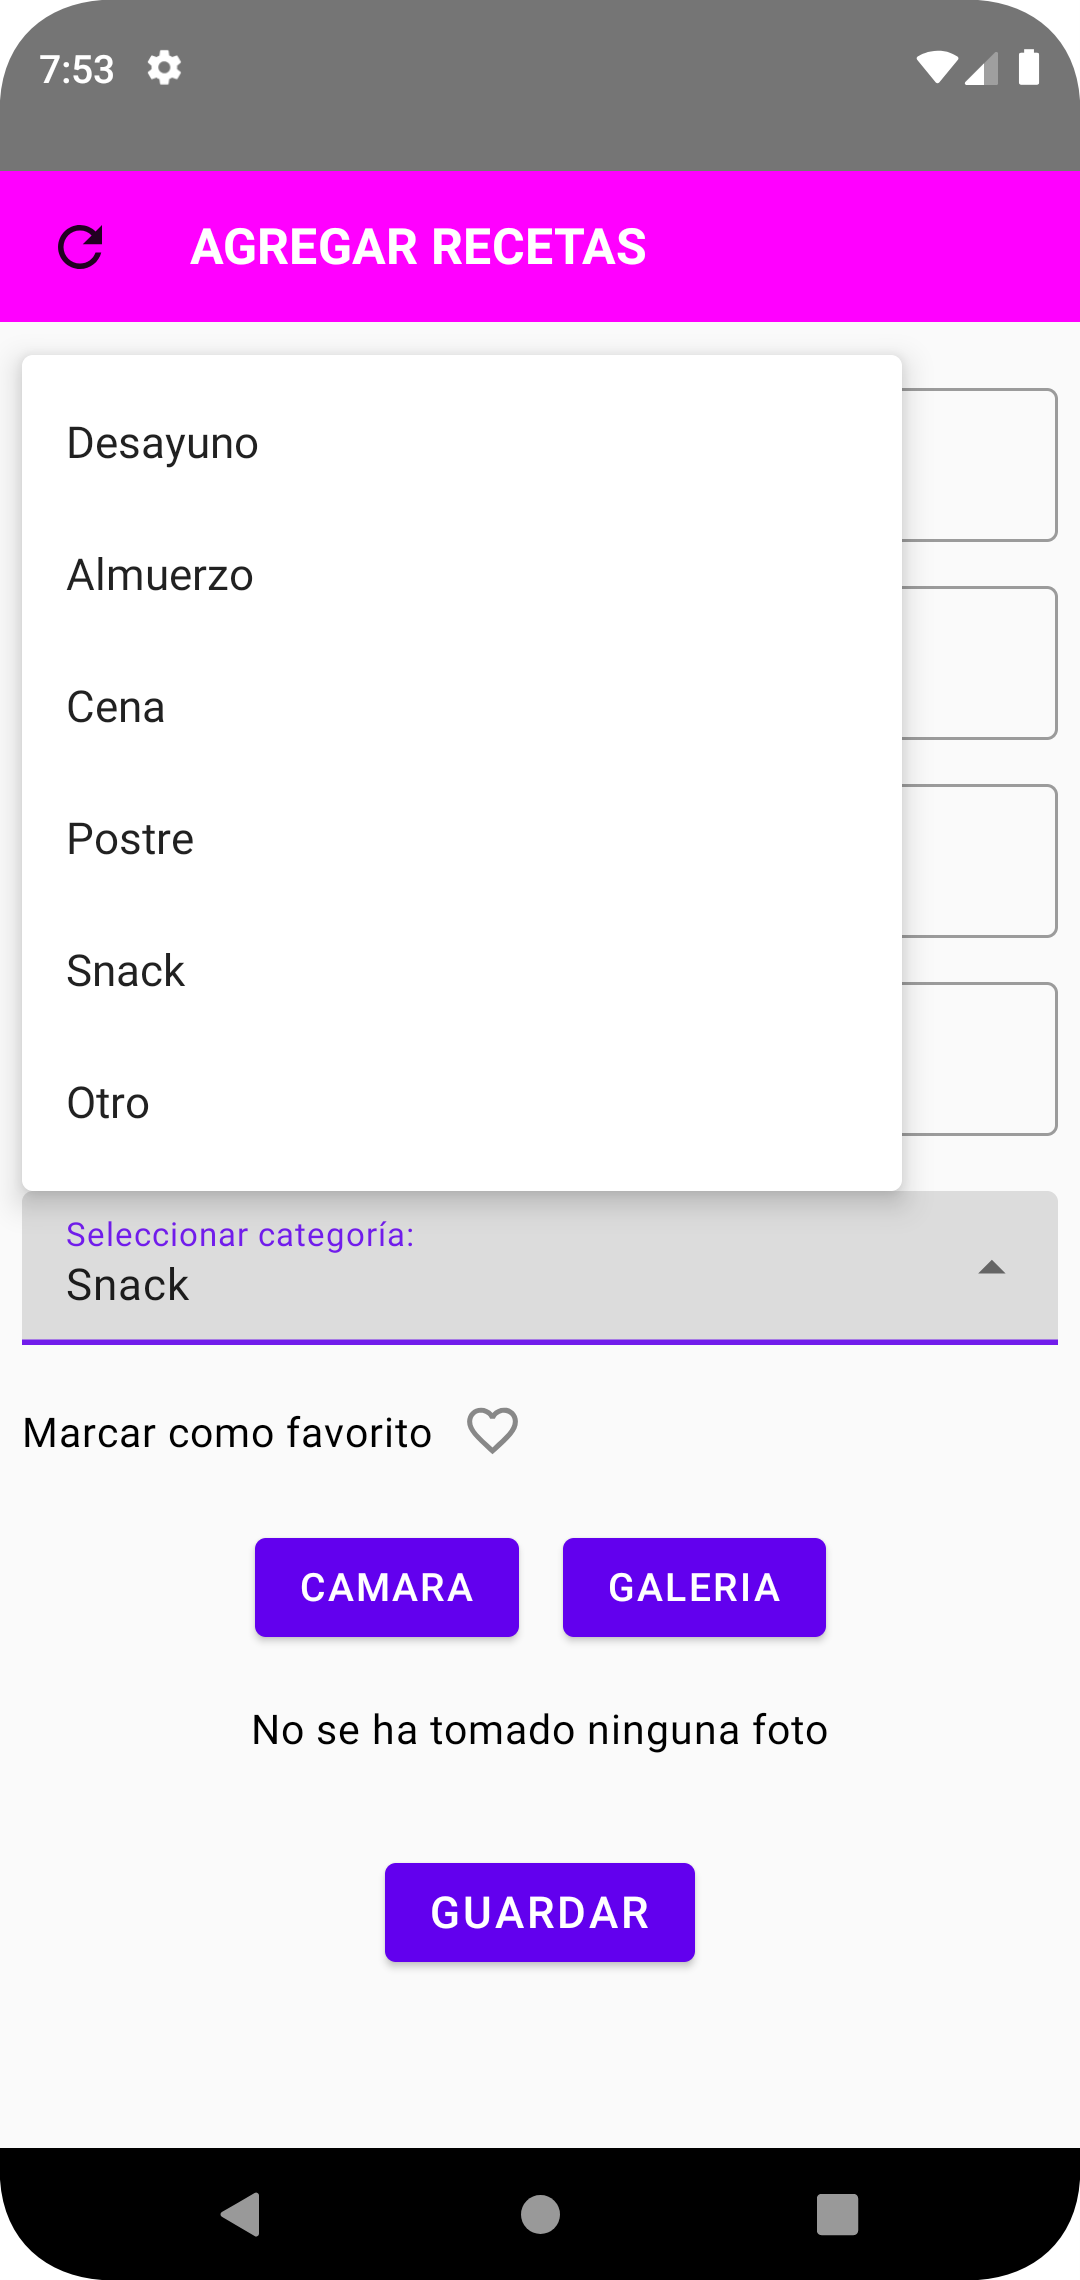 7:53
AGREGAR RECETAS
Desayuno
Almuerzo
Cena
Postre
Snack
Otro
Seleccionar categoría:
Snack
Marcar como favorito
CAMARA GALERIA
No se ha tomado ninguna foto
GUARDAR